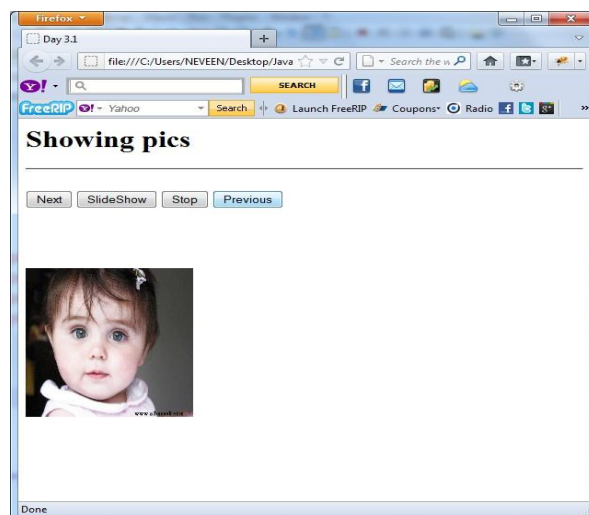 Firefox
Day 3.1
file:///C:/Users/NEVEEN/Desktop/Java
Search the w
Y! SEARCH
FreeRIP Y! Yahoo Search Launch FreeRIP Coupons Radio »
Showing pics
Next SlideShow Stop Previous
Done